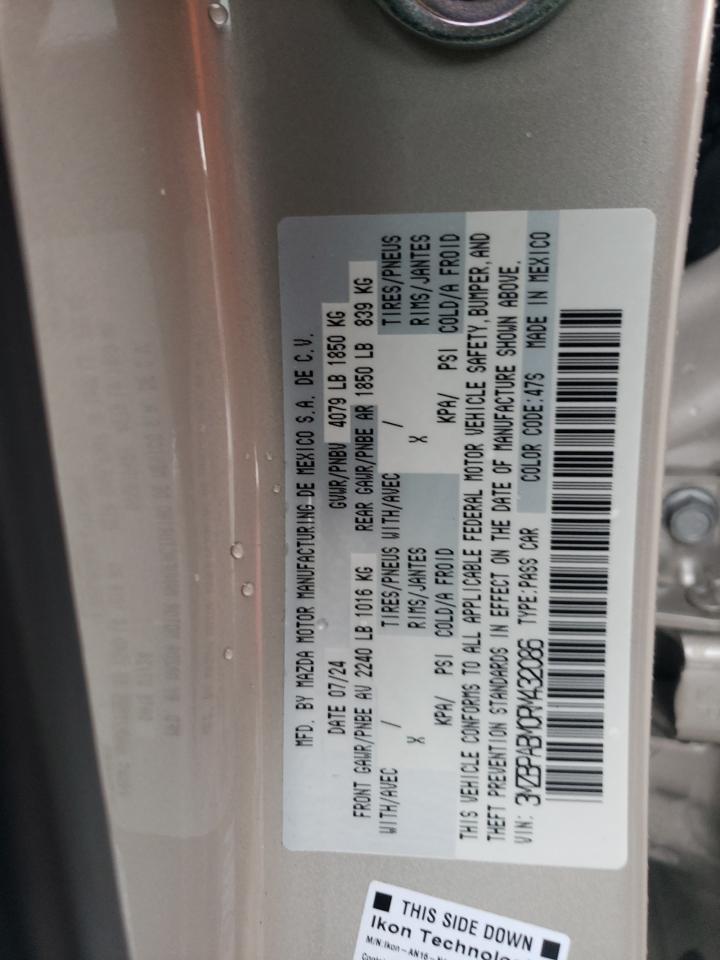 MFD. BY MAZDA MOTOR MANUFACTURING DE MEXICO S.A. DE C.V.
DATE 07/24 GVWR/PNBV 4079 LB 1850 KG
FRONT GAWR/PNBE AV 2240 LB 1016 KG REAR GAWR/PNBE AR 1850 LB 839 KG
WITH/AVEC / TIRES/PNEUS WITH/AVEC / TIRES/PNEUS
X RIMS/JANTES X RIMS/JANTES
KPA/ PSI COLD/A FROID KPA/ PSI COLD/A FROID
THIS VEHICLE CONFORMS TO ALL APPLICABLE FEDERAL MOTOR VEHICLE SAFETY, BUMPER, AND
THEFT PREVENTION STANDARDS IN EFFECT ON THE DATE OF MANUFACTURE SHOWN ABOVE.
VIN: 3MZBPABM0RM432086 TYPE:PASS CAR COLOR CODE:47S MADE IN MEXICO
THIS SIDE DOWN
Ikon Technolo
M/N: Ikon-AN18-